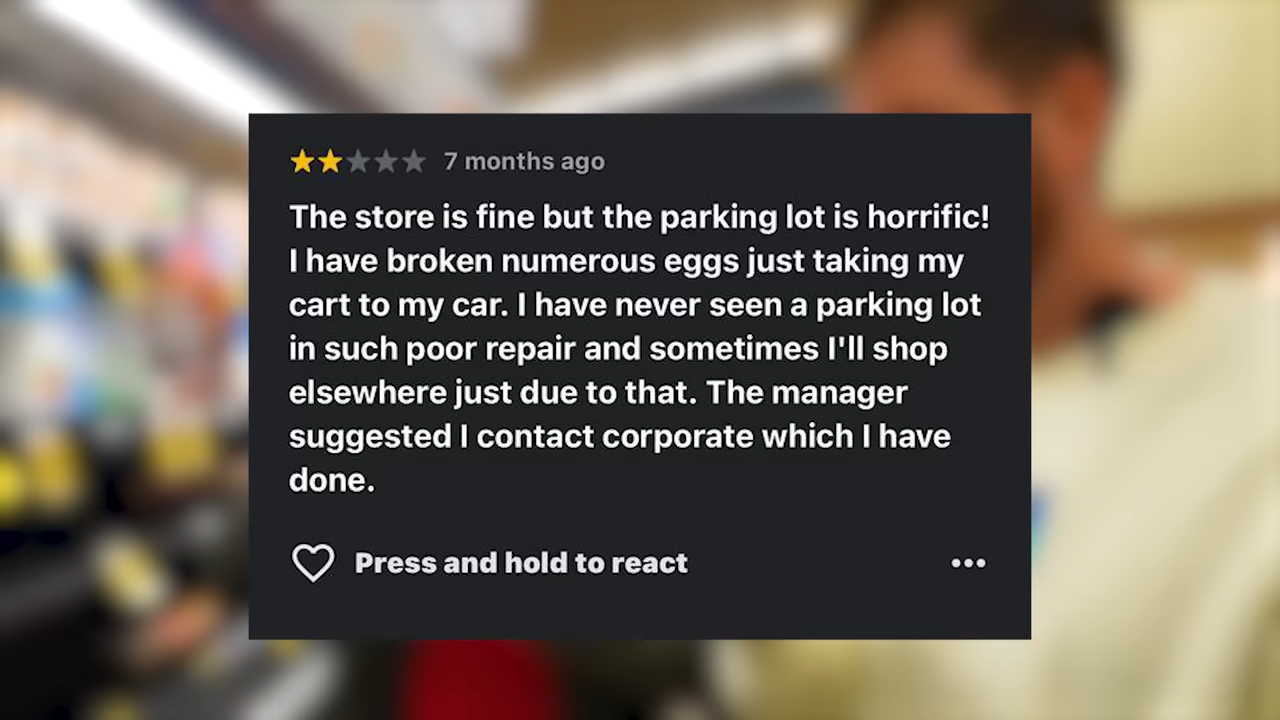 7 months ago
The store is fine but the parking lot is horrific!
I have broken numerous eggs just taking my
cart to my car. I have never seen a parking lot
in such poor repair and sometimes I'll shop
elsewhere just due to that. The manager
suggested I contact corporate which I have
done.
Press and hold to react